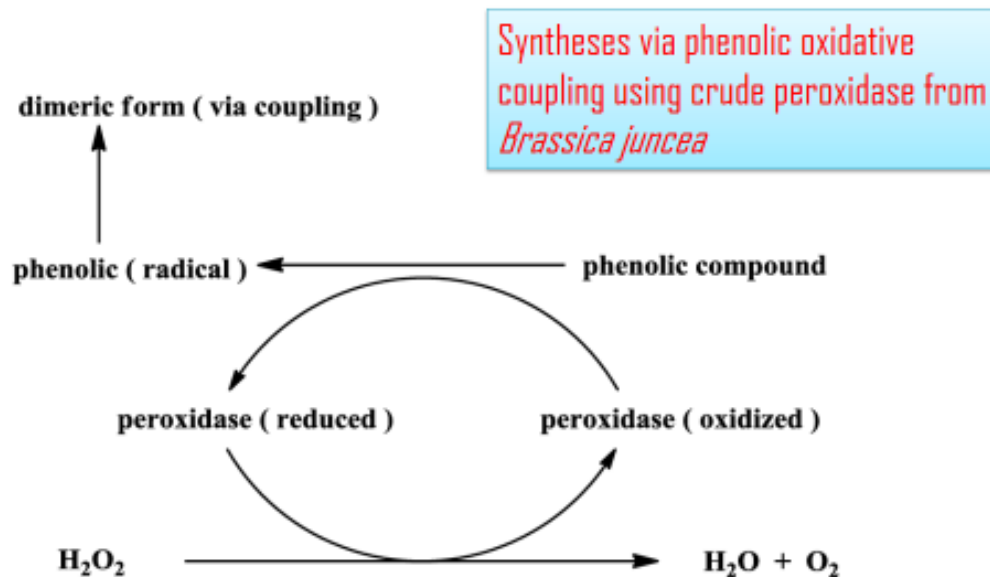 Syntheses via phenolic oxidative
coupling using crude peroxidase from
Brassica juncea
dimeric form ( via coupling )
phenolic ( radical )
phenolic compound
peroxidase ( reduced )
peroxidase ( oxidized )
H₂O₂
H₂O + O₂